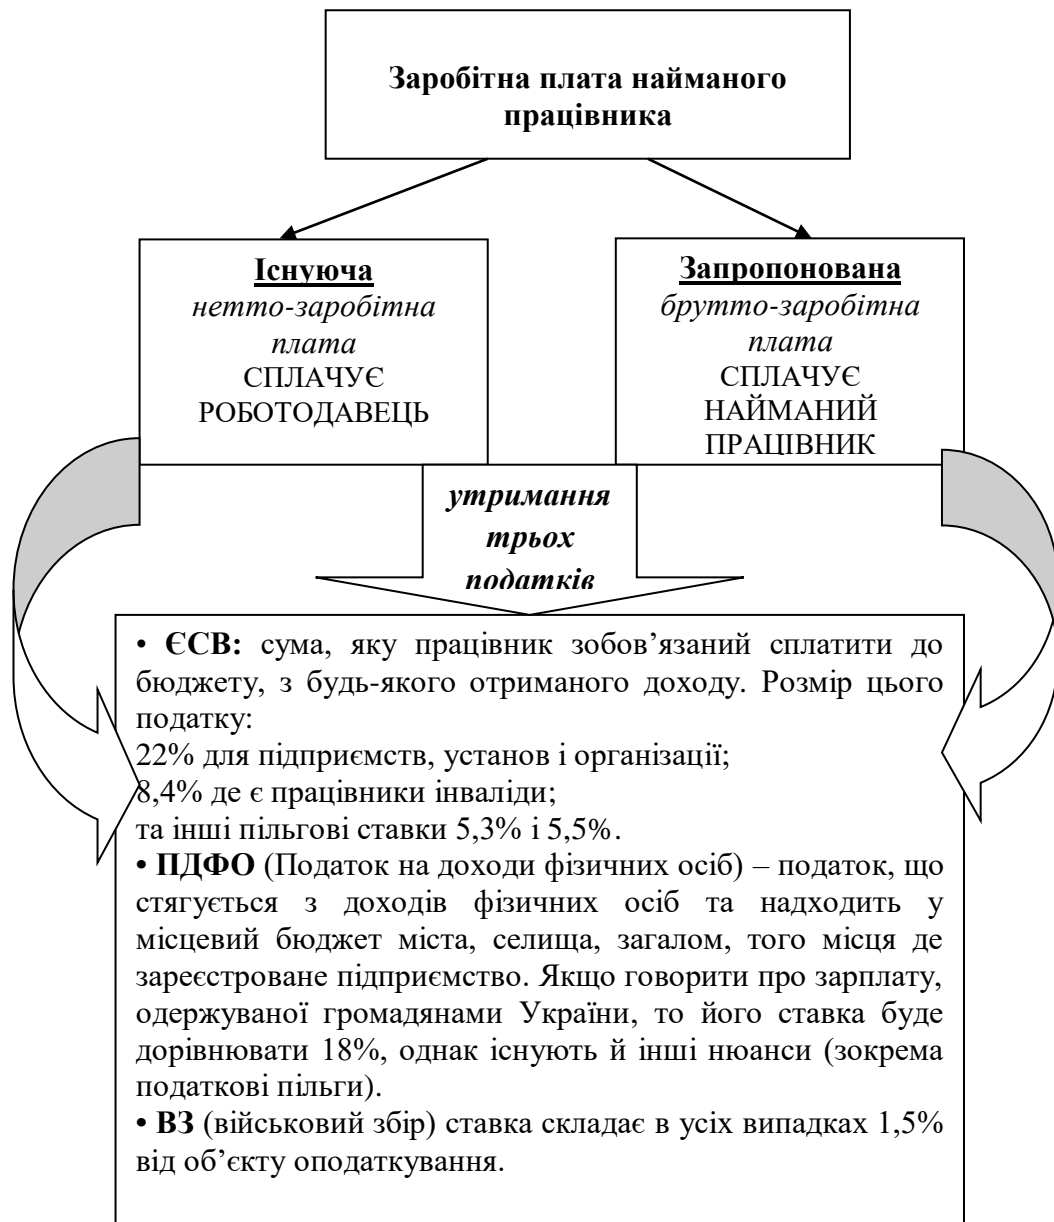 Заробітна плата найманого
працівника
Існуюча
нетто-заробітна
плата
СПЛАЧУЄ
РОБОТОДАВЕЦЬ
Запропонована
брутто-заробітна
плата
СПЛАЧУЄ
НАЙМАНИЙ
ПРАЦІВНИК
утримання
трьох
податків
• ЄСВ: сума, яку працівник зобов’язаний сплатити до
бюджету, з будь-якого отриманого доходу. Розмір цього
податку:
22% для підприємств, установ і організації;
8,4% де є працівники інваліди;
та інші пільгові ставки 5,3% і 5,5%.
• ПДФО (Податок на доходи фізичних осіб) – податок, що
стягується з доходів фізичних осіб та надходить у
місцевий бюджет міста, селища, загалом, того місця де
зареєстроване підприємство. Якщо говорити про зарплату,
одержуваної громадянами України, то його ставка буде
дорівнювати 18%, однак існують й інші нюанси (зокрема
податкові пільги).
• ВЗ (військовий збір) ставка складає в усіх випадках 1,5%
від об’єкту оподаткування.